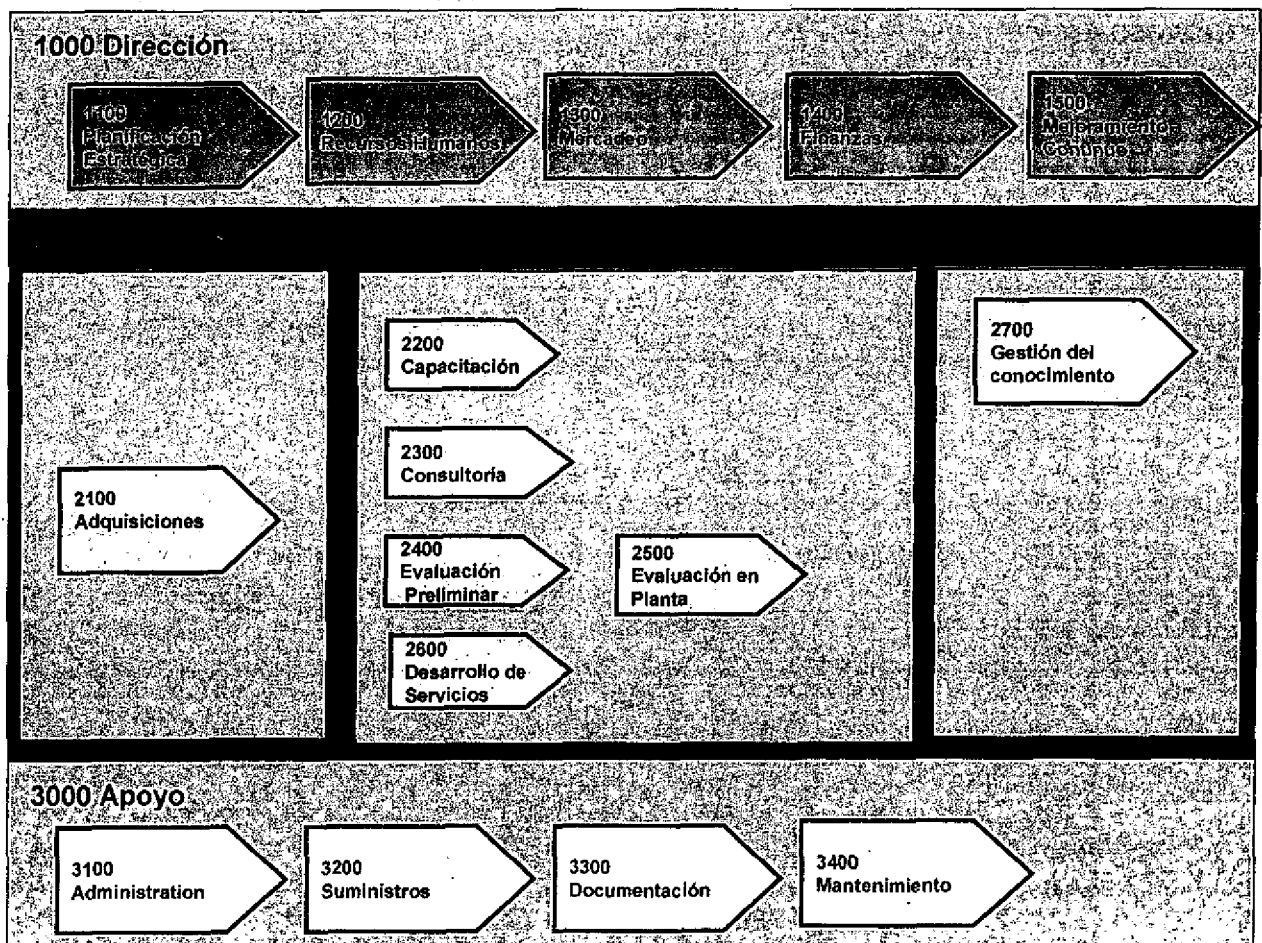 1000 Dirección
1100
Planificación
Estratégica
1200
Recursos Humanos
1300
Mercadeo
1400
Finanzas
1500
Mejoramiento
Continuo
2100
Adquisiciones
2200
Capacitación
2300
Consultoría
2400
Evaluación
Preliminar
2500
Evaluación en
Planta
2600
Desarrollo de
Servicios
2700
Gestión del
conocimiento
3000 Apoyo
3100
Administration
3200
Suministros
3300
Documentación
3400
Mantenimiento